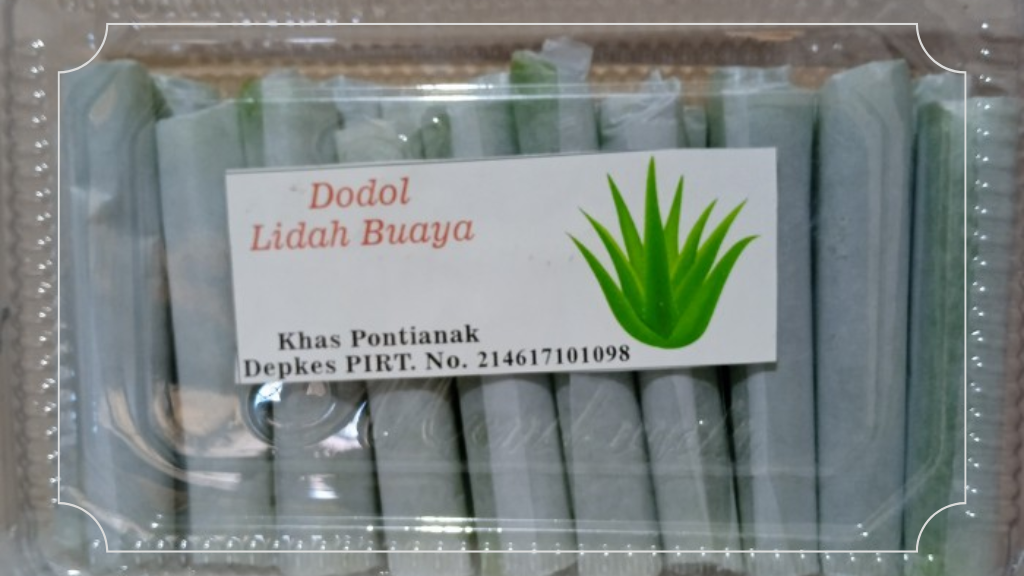 Dodol
Lidah Buaya
Khas Pontianak
Depkes PIRT. No. 214617101098